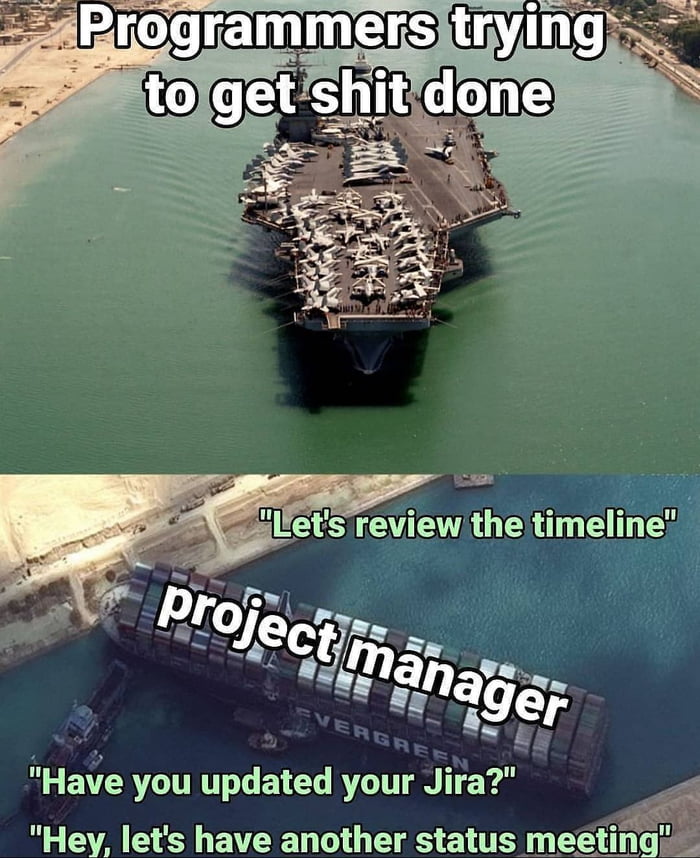 Programmers trying
to get shit done
"Let's review the timeline"
project manager
EVERGREEN
"Have you updated your Jira?"
"Hey, let's have another status meeting"